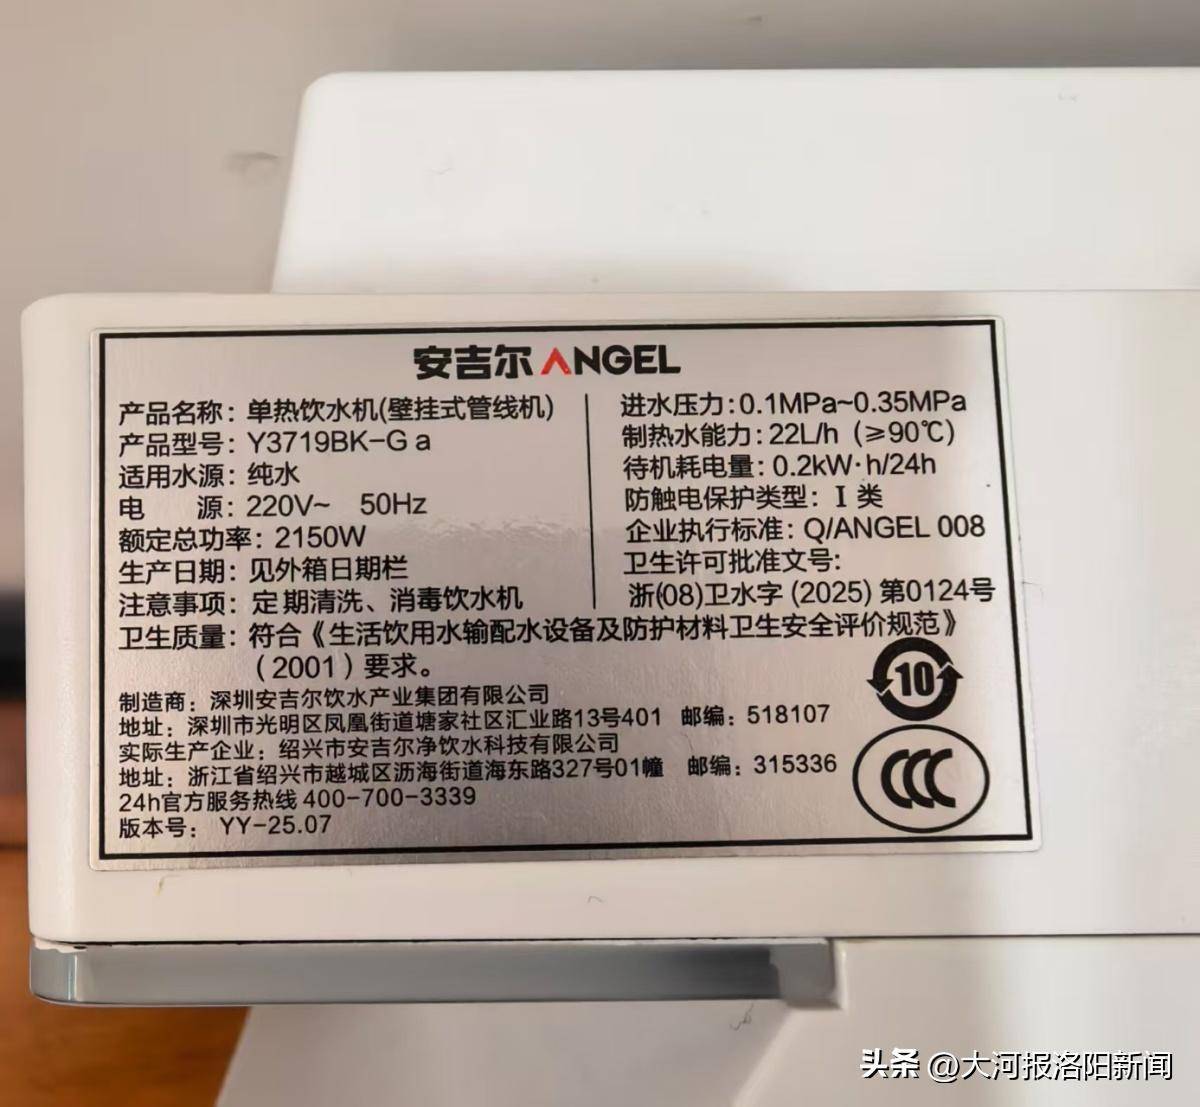 安吉尔 ANGEL
产品名称：单热饮水机(壁挂式管线机)
产品型号：Y3719BK-G a
适用水源：纯水
电 源：220V~ 50Hz
额定总功率：2150W
生产日期：见外箱日期栏
注意事项：定期清洗、消毒饮水机
进水压力:0.1MPa~0.35MPa
制热水能力:22L/h (≥90℃)
待机耗电量:0.2kW·h/24h
防触电保护类型：I 类
企业执行标准：Q/ANGEL 008
卫生许可批准文号:
浙(08)卫水字 (2025) 第0124号
卫生质量：符合《生活饮用水输配水设备及防护材料卫生安全评价规范》
(2001) 要求。
制造商：深圳安吉尔饮水产业集团有限公司
地址：深圳市光明区凤凰街道塘家社区汇业路13号401 邮编：518107
实际生产企业：绍兴市安吉尔净饮水科技有限公司
地址：浙江省绍兴市越城区沥海街道海东路327号01幢 邮编：315336
24h官方服务热线 400-700-3339
版本号： YY-25.07
10
CCC
头条 @大河报洛阳新闻